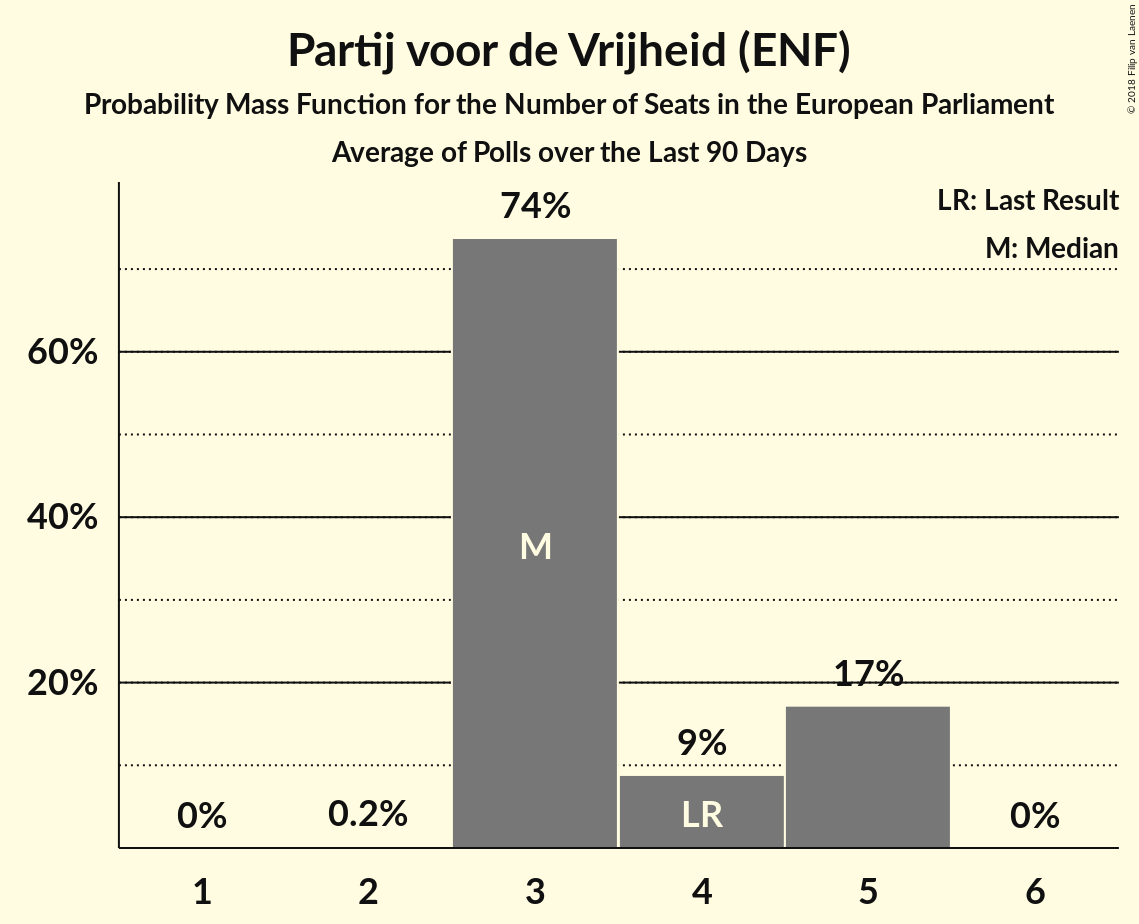 Partij voor de Vrijheid (ENF)
Probability Mass Function for the Number of Seats in the European Parliament
Average of Polls over the Last 90 Days
© 2018 Filip van Laenen
LR: Last Result
M: Median
74%
60%
40%
20%
M
17%
9%
LR
0%
0.2%
0%
1
2
3
4
5
6